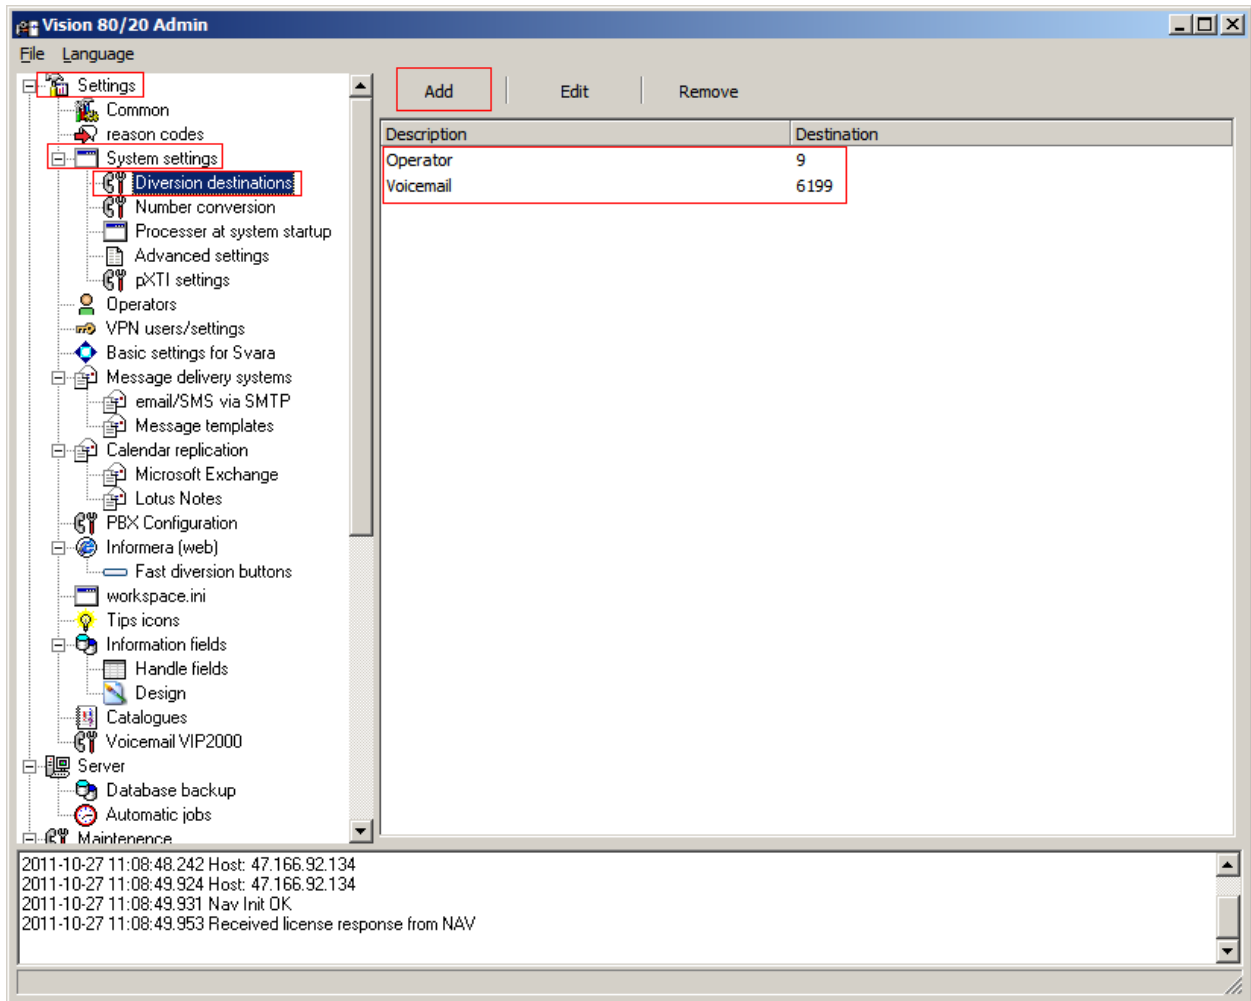 Vision 80/20 Admin
File Language
Settings
Common
reason codes
System settings
Diversion destinations
Number conversion
Processer at system startup
Advanced settings
pXTI settings
Operators
VPN users/settings
Basic settings for Svara
Message delivery systems
email/SMS via SMTP
Message templates
Calendar replication
Microsoft Exchange
Lotus Notes
PBX Configuration
Informera (web)
Fast diversion buttons
workspace.ini
Tips icons
Information fields
Handle fields
Design
Catalogues
Voicemail VIP2000
Server
Database backup
Automatic jobs
Maintenence
Add Edit Remove
Description Destination
Operator 9
Voicemail 6199
2011-10-27 11:08:48.242 Host: 47.166.92.134
2011-10-27 11:08:49.924 Host: 47.166.92.134
2011-10-27 11:08:49.931 Nav Init OK
2011-10-27 11:08:49.953 Received license response from NAV